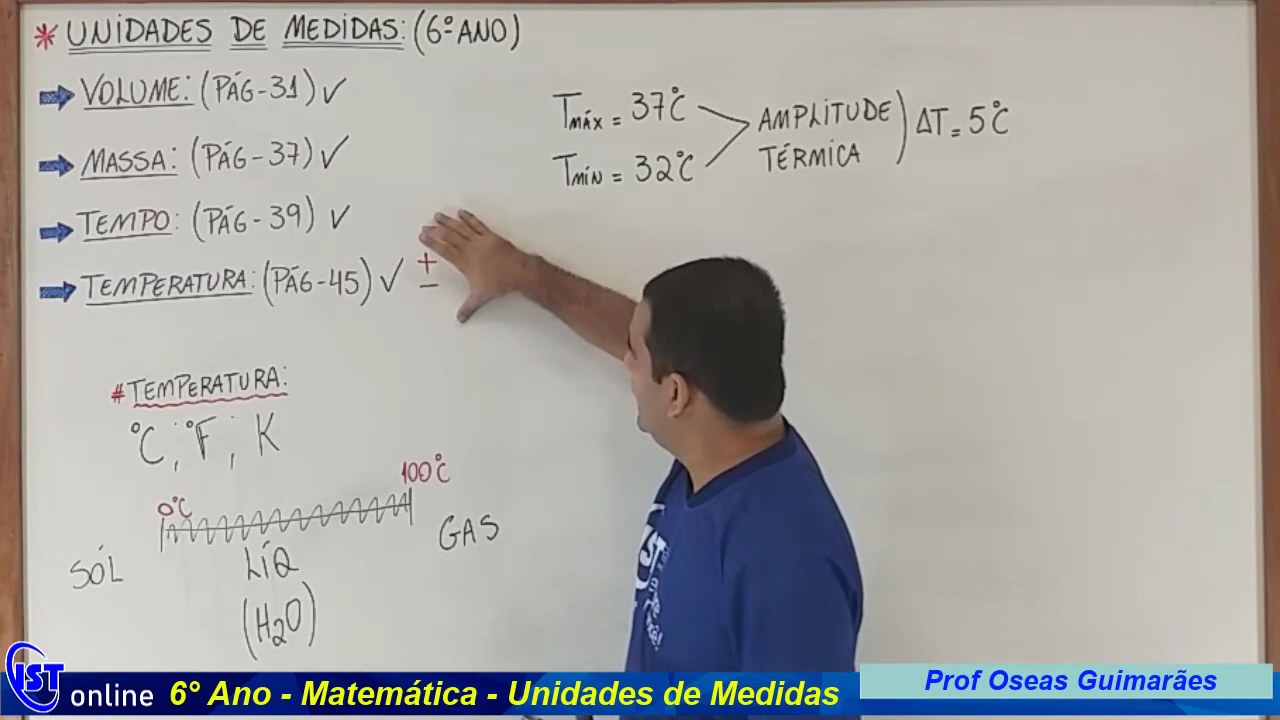 * UNIDADES DE MEDIDAS: (6º ANO)
VOLUME: (PÁG-31) ✓
MASSA: (PÁG-37) ✓
TEMPO: (PÁG-39) ✓
TEMPERATURA: (PÁG-45) ✓ + −
TMÁX = 37°C
TMÍN = 32°C
AMPLITUDE TÉRMICA) ΔT = 5°C
# TEMPERATURA:
°C ; °F ; K
0°C 100°C
SÓL LÍQ GAS
(H2O)
IST
IST online
6° Ano - Matemática - Unidades de Medidas
Prof Oseas Guimarães